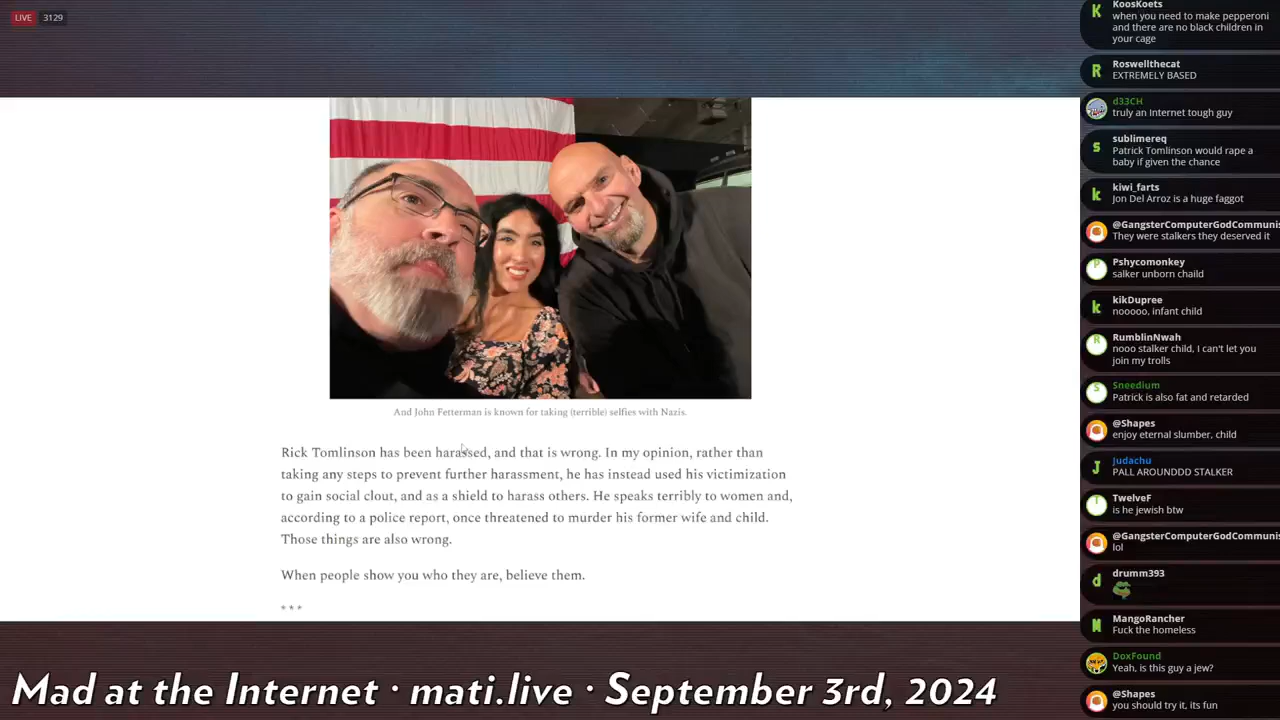 LIVE 3129
And John Fetterman is known for taking (terrible) selfies with Nazis.
Rick Tomlinson has been harassed, and that is wrong. In my opinion, rather than
taking any steps to prevent further harassment, he has instead used his victimization
to gain social clout, and as a shield to harass others. He speaks terribly to women and,
according to a police report, once threatened to murder his former wife and child.
Those things are also wrong.
When people show you who they are, believe them.
* * *
Mad at the Internet · mati.live · September 3rd, 2024
K
KoosKoets
when you need to make pepperoni
and there are no black children in
your cage
R
Roswellthecat
EXTREMELY BASED
d33CH
truly an Internet tough guy
s
sublimereq
Patrick Tomlinson would rape a
baby if given the chance
k
kiwi_farts
Jon Del Arroz is a huge faggot
@GangsterComputerGodCommunis
They were stalkers they deserved it
P
Pshycomonkey
salker unborn chaild
k
kikDupree
nooooo, infant child
R
RumblinNwah
nooo stalker child, I can't let you
join my trolls
S
Sneedium
Patrick is also fat and retarded
@Shapes
enjoy eternal slumber, child
J
Judachu
PALL AROUNDDD STALKER
T
TwelveF
is he jewish btw
@GangsterComputerGodCommunis
lol
d
drumm393
M
MangoRancher
Fuck the homeless
DoxFound
Yeah, is this guy a jew?
@Shapes
you should try it, its fun